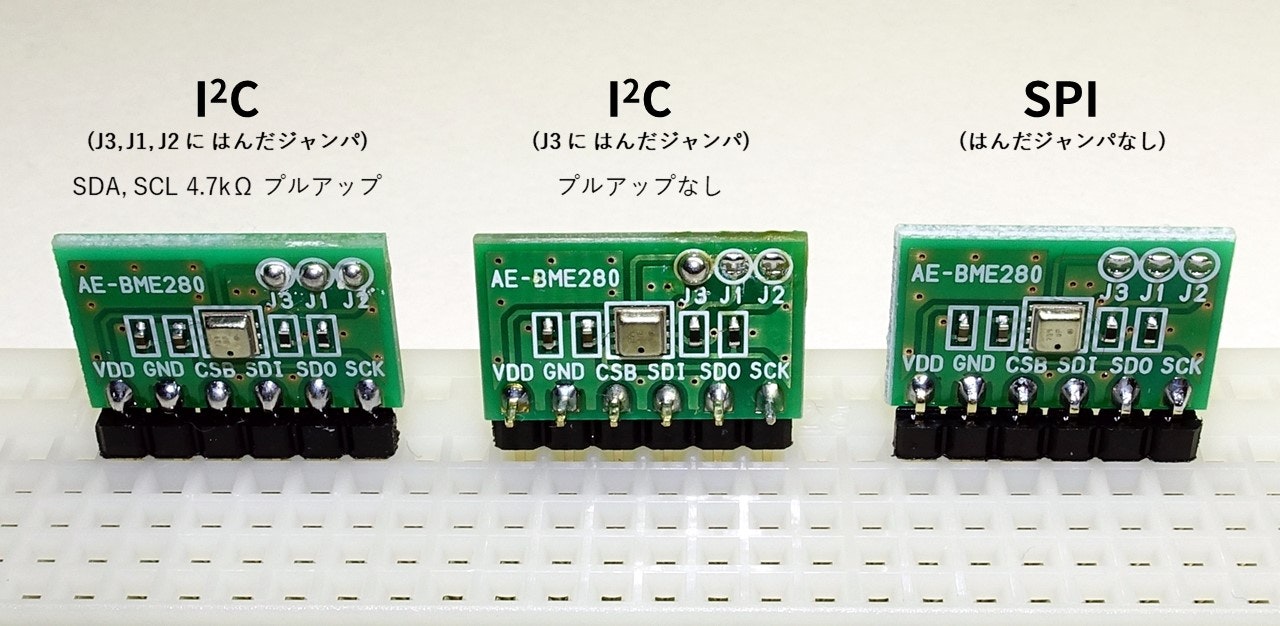 I²C
(J3, J1, J2 に はんだジャンパ)
SDA, SCL 4.7kΩ プルアップ
I²C
(J3 に はんだジャンパ)
プルアップなし
SPI
(はんだジャンパなし)
AE-BME280
J3 J1 J2
VDD GND CSB SDI SDO SCK
AE-BME280
J3 J1 J2
VDD GND CSB SDI SDO SCK
AE-BME280
J3 J1 J2
VDD GND CSB SDI SDO SCK